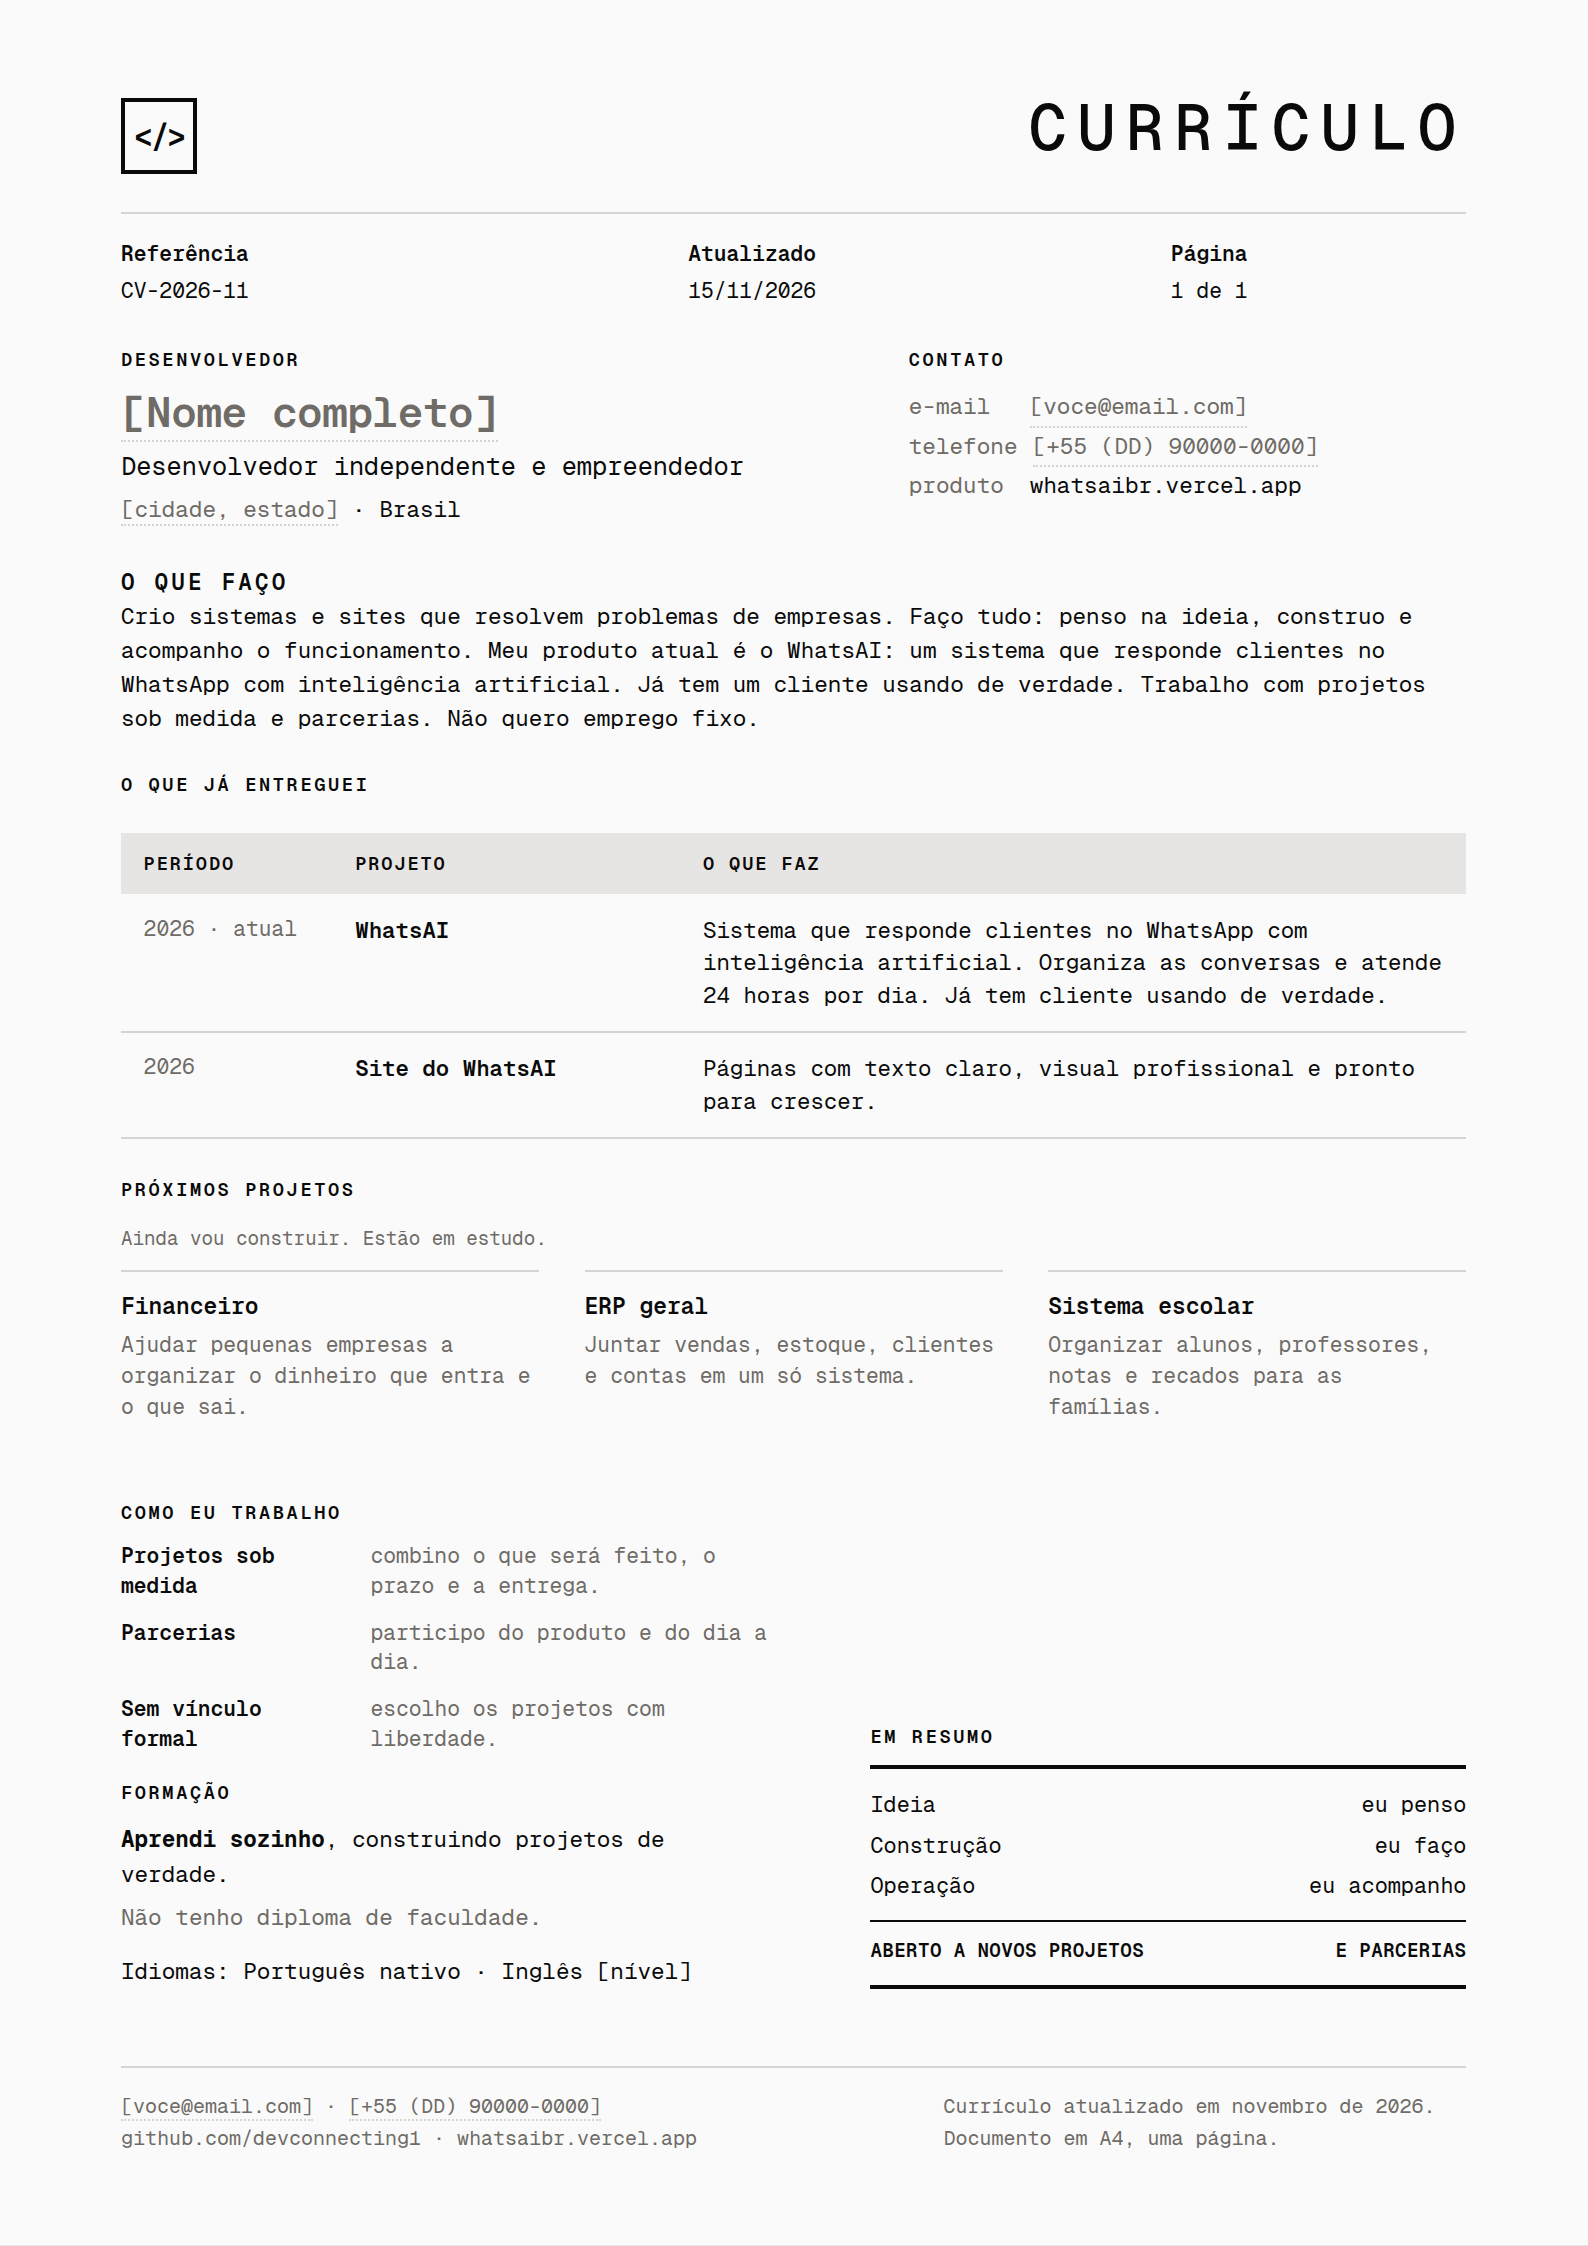 </>
CURRÍCULO
Referência
CV-2026-11
Atualizado
15/11/2026
Página
1 de 1
DESENVOLVEDOR
[Nome completo]
Desenvolvedor independente e empreendedor
[cidade, estado] · Brasil
CONTATO
e-mail [voce@email.com]
telefone [+55 (DD) 90000-0000]
produto whatsaibr.vercel.app
O QUE FAÇO
Crio sistemas e sites que resolvem problemas de empresas. Faço tudo: penso na ideia, construo e
acompanho o funcionamento. Meu produto atual é o WhatsAI: um sistema que responde clientes no
WhatsApp com inteligência artificial. Já tem um cliente usando de verdade. Trabalho com projetos
sob medida e parcerias. Não quero emprego fixo.
O QUE JÁ ENTREGUEI
PERÍODO PROJETO O QUE FAZ
2026 · atual WhatsAI Sistema que responde clientes no WhatsApp com
inteligência artificial. Organiza as conversas e atende
24 horas por dia. Já tem cliente usando de verdade.
2026 Site do WhatsAI Páginas com texto claro, visual profissional e pronto
para crescer.
PRÓXIMOS PROJETOS
Ainda vou construir. Estão em estudo.
Financeiro
Ajudar pequenas empresas a
organizar o dinheiro que entra e
o que sai.
ERP geral
Juntar vendas, estoque, clientes
e contas em um só sistema.
Sistema escolar
Organizar alunos, professores,
notas e recados para as
famílias.
COMO EU TRABALHO
Projetos sob
medida
combino o que será feito, o
prazo e a entrega.
Parcerias
participo do produto e do dia a
dia.
Sem vínculo
formal
escolho os projetos com
liberdade.
FORMAÇÃO
Aprendi sozinho, construindo projetos de
verdade.
Não tenho diploma de faculdade.
Idiomas: Português nativo · Inglês [nível]
EM RESUMO
Ideia eu penso
Construção eu faço
Operação eu acompanho
ABERTO A NOVOS PROJETOS E PARCERIAS
[voce@email.com] · [+55 (DD) 90000-0000]
github.com/devconnecting1 · whatsaibr.vercel.app
Currículo atualizado em novembro de 2026.
Documento em A4, uma página.